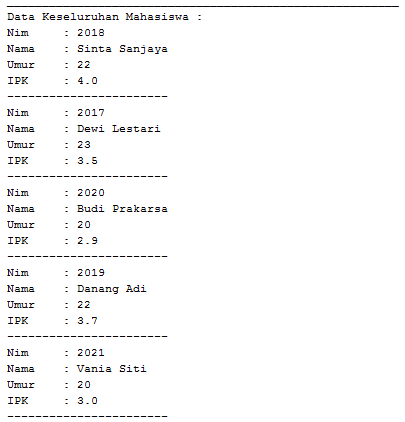 Data Keseluruhan Mahasiswa :
Nim : 2018
Nama : Sinta Sanjaya
Umur : 22
IPK : 4.0
-----------------------
Nim : 2017
Nama : Dewi Lestari
Umur : 23
IPK : 3.5
-----------------------
Nim : 2020
Nama : Budi Prakarsa
Umur : 20
IPK : 2.9
-----------------------
Nim : 2019
Nama : Danang Adi
Umur : 22
IPK : 3.7
-----------------------
Nim : 2021
Nama : Vania Siti
Umur : 20
IPK : 3.0
-----------------------